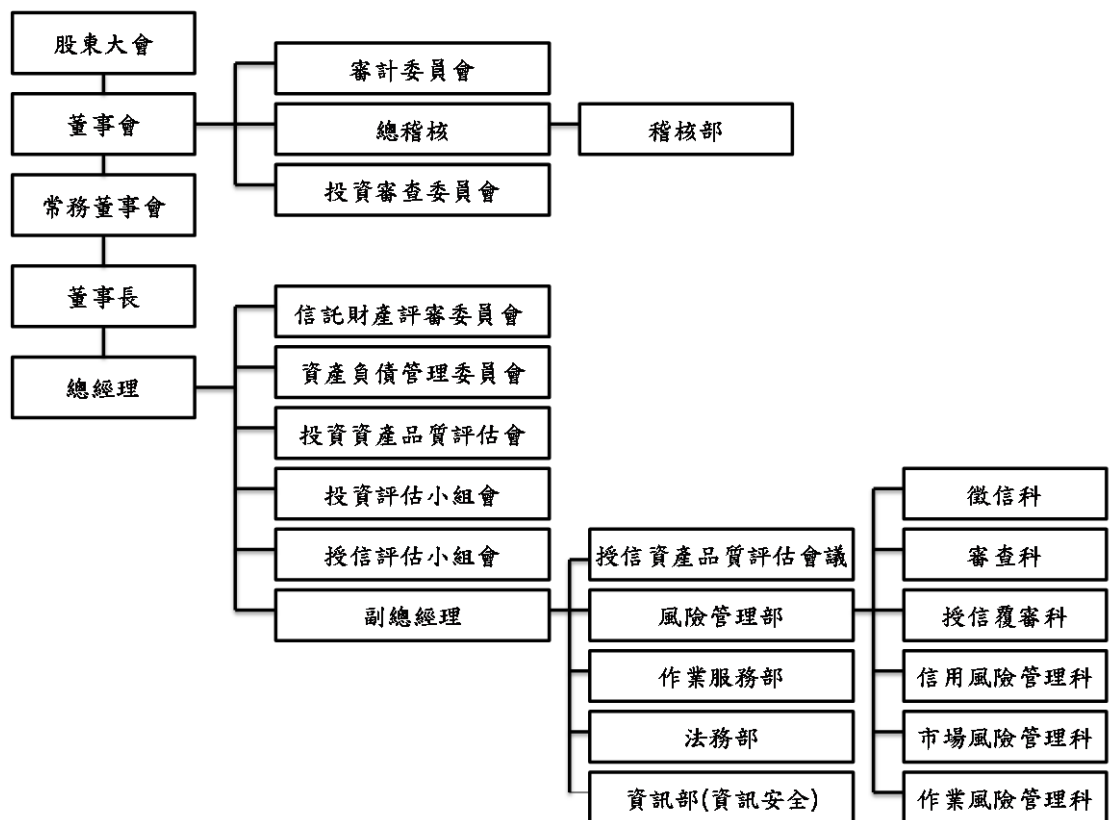 股東大會
董事會
常務董事會
董事長
總經理
審計委員會
總稽核
投資審查委員會
稽核部
信託財產評審委員會
資產負債管理委員會
投資資產品質評估會
投資評估小組會
授信評估小組會
副總經理
授信資產品質評估會議
風險管理部
作業服務部
法務部
資訊部(資訊安全)
徵信科
審查科
授信覆審科
信用風險管理科
市場風險管理科
作業風險管理科